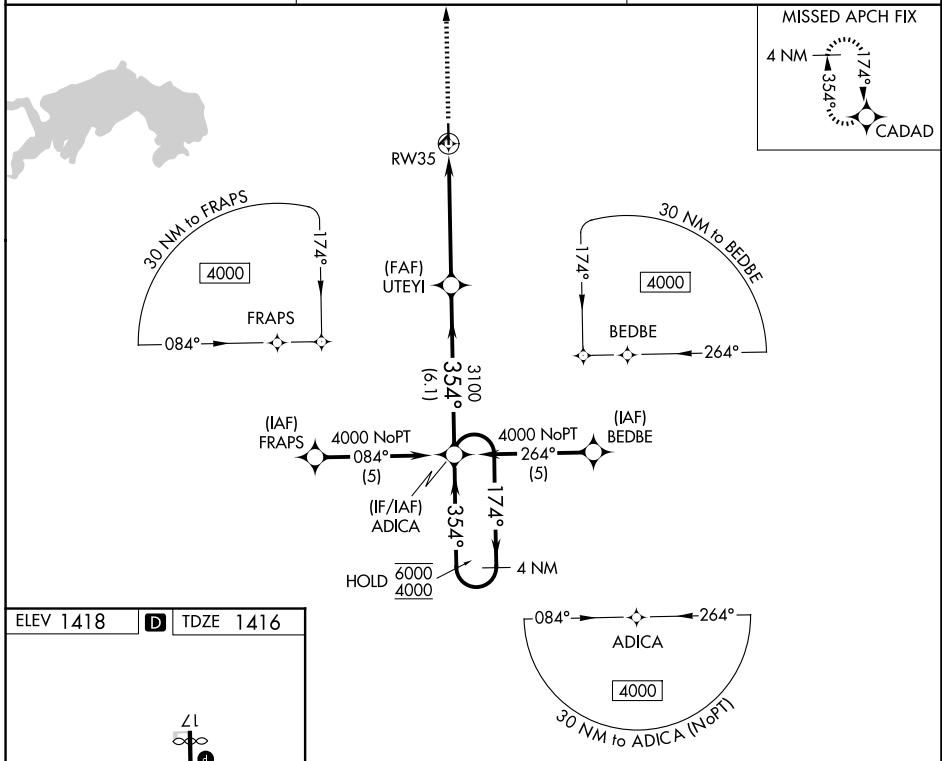 MISSED APCH FIX
4 NM
174°
354°
CADAD
RW35
30 NM to FRAPS
174°
4000
FRAPS
084°
(FAF)
UTEYI
30 NM to BEDBE
174°
4000
BEDBE
264°
3100
354°
(6.1)
(IAF)
FRAPS
4000 NoPT
084°
(5)
4000 NoPT
264°
(5)
(IAF)
BEDBE
(IF/IAF)
ADICA
354°
174°
HOLD 6000
4000
4 NM
084°
264°
ADICA
4000
30 NM to ADICA (NoPT)
ELEV 1418 D TDZE 1416
17